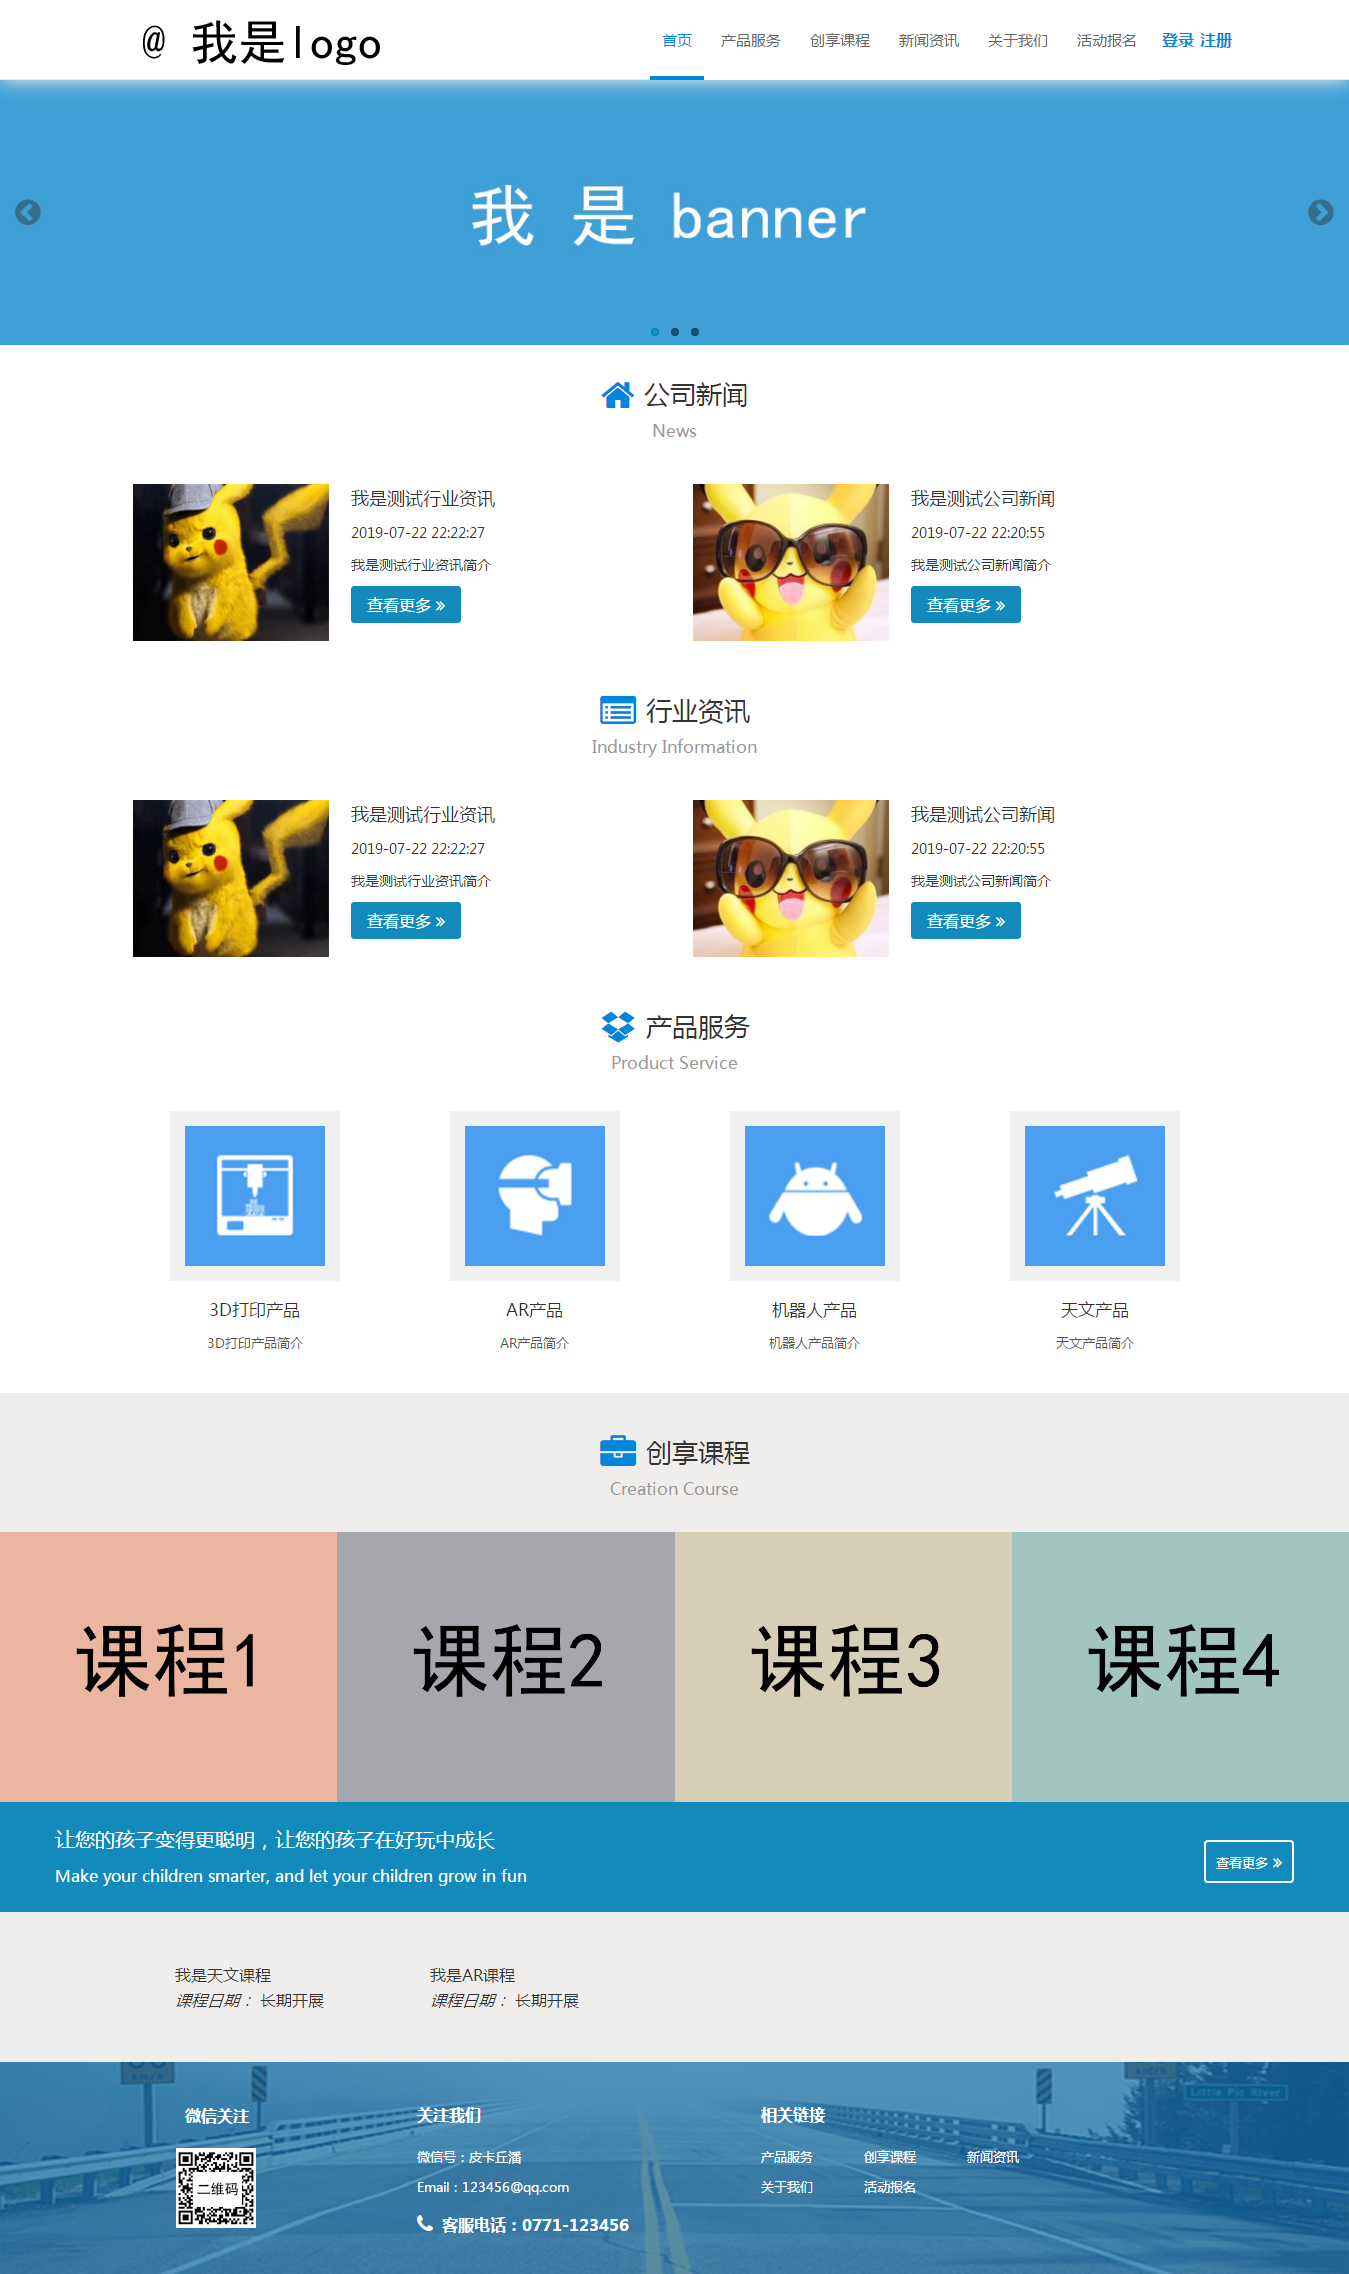 @ 我是logo
首页 产品服务 创享课程 新闻资讯 关于我们 活动报名 登录 注册
我 是 banner
公司新闻
News
我是测试行业资讯
2019-07-22 22:22:27
我是测试行业资讯简介
查看更多 »
我是测试公司新闻
2019-07-22 22:20:55
我是测试公司新闻简介
查看更多 »
行业资讯
Industry Information
我是测试行业资讯
2019-07-22 22:22:27
我是测试行业资讯简介
查看更多 »
我是测试公司新闻
2019-07-22 22:20:55
我是测试公司新闻简介
查看更多 »
产品服务
Product Service
3D打印产品
3D打印产品简介
AR产品
AR产品简介
机器人产品
机器人产品简介
天文产品
天文产品简介
创享课程
Creation Course
课程1
课程2
课程3
课程4
让您的孩子变得更聪明，让您的孩子在好玩中成长
Make your children smarter, and let your children grow in fun
查看更多 »
我是天文课程
课程日期： 长期开展
我是AR课程
课程日期： 长期开展
km/h
km/h
Little Pic River
微信关注
二维码
关注我们
微信号：皮卡丘潘
Email：123456@qq.com
客服电话：0771-123456
相关链接
产品服务 创享课程 新闻资讯
关于我们 活动报名